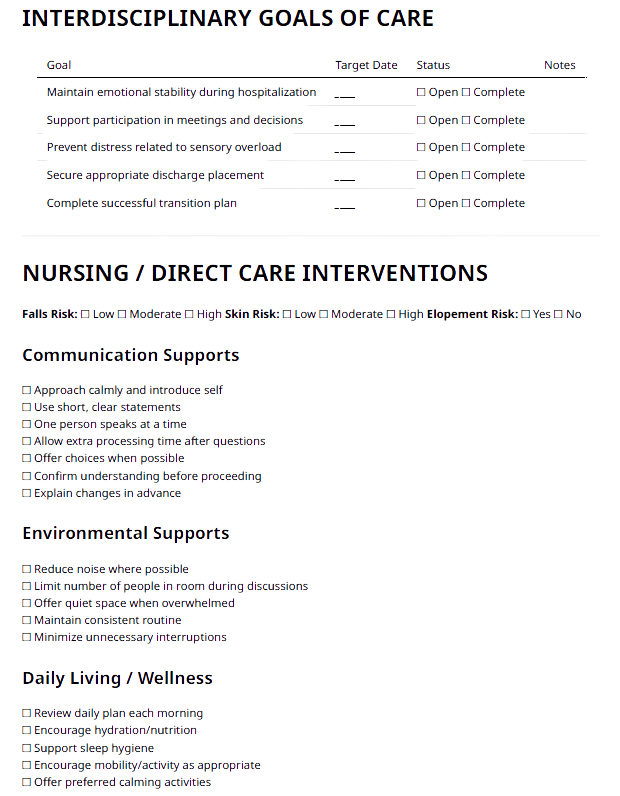 INTERDISCIPLINARY GOALS OF CARE
Goal Target Date Status Notes
Maintain emotional stability during hospitalization ____ ☐ Open ☐ Complete
Support participation in meetings and decisions ____ ☐ Open ☐ Complete
Prevent distress related to sensory overload ____ ☐ Open ☐ Complete
Secure appropriate discharge placement ____ ☐ Open ☐ Complete
Complete successful transition plan ____ ☐ Open ☐ Complete
NURSING / DIRECT CARE INTERVENTIONS
Falls Risk: ☐ Low ☐ Moderate ☐ High Skin Risk: ☐ Low ☐ Moderate ☐ High Elopement Risk: ☐ Yes ☐ No
Communication Supports
☐ Approach calmly and introduce self
☐ Use short, clear statements
☐ One person speaks at a time
☐ Allow extra processing time after questions
☐ Offer choices when possible
☐ Confirm understanding before proceeding
☐ Explain changes in advance
Environmental Supports
☐ Reduce noise where possible
☐ Limit number of people in room during discussions
☐ Offer quiet space when overwhelmed
☐ Maintain consistent routine
☐ Minimize unnecessary interruptions
Daily Living / Wellness
☐ Review daily plan each morning
☐ Encourage hydration/nutrition
☐ Support sleep hygiene
☐ Encourage mobility/activity as appropriate
☐ Offer preferred calming activities